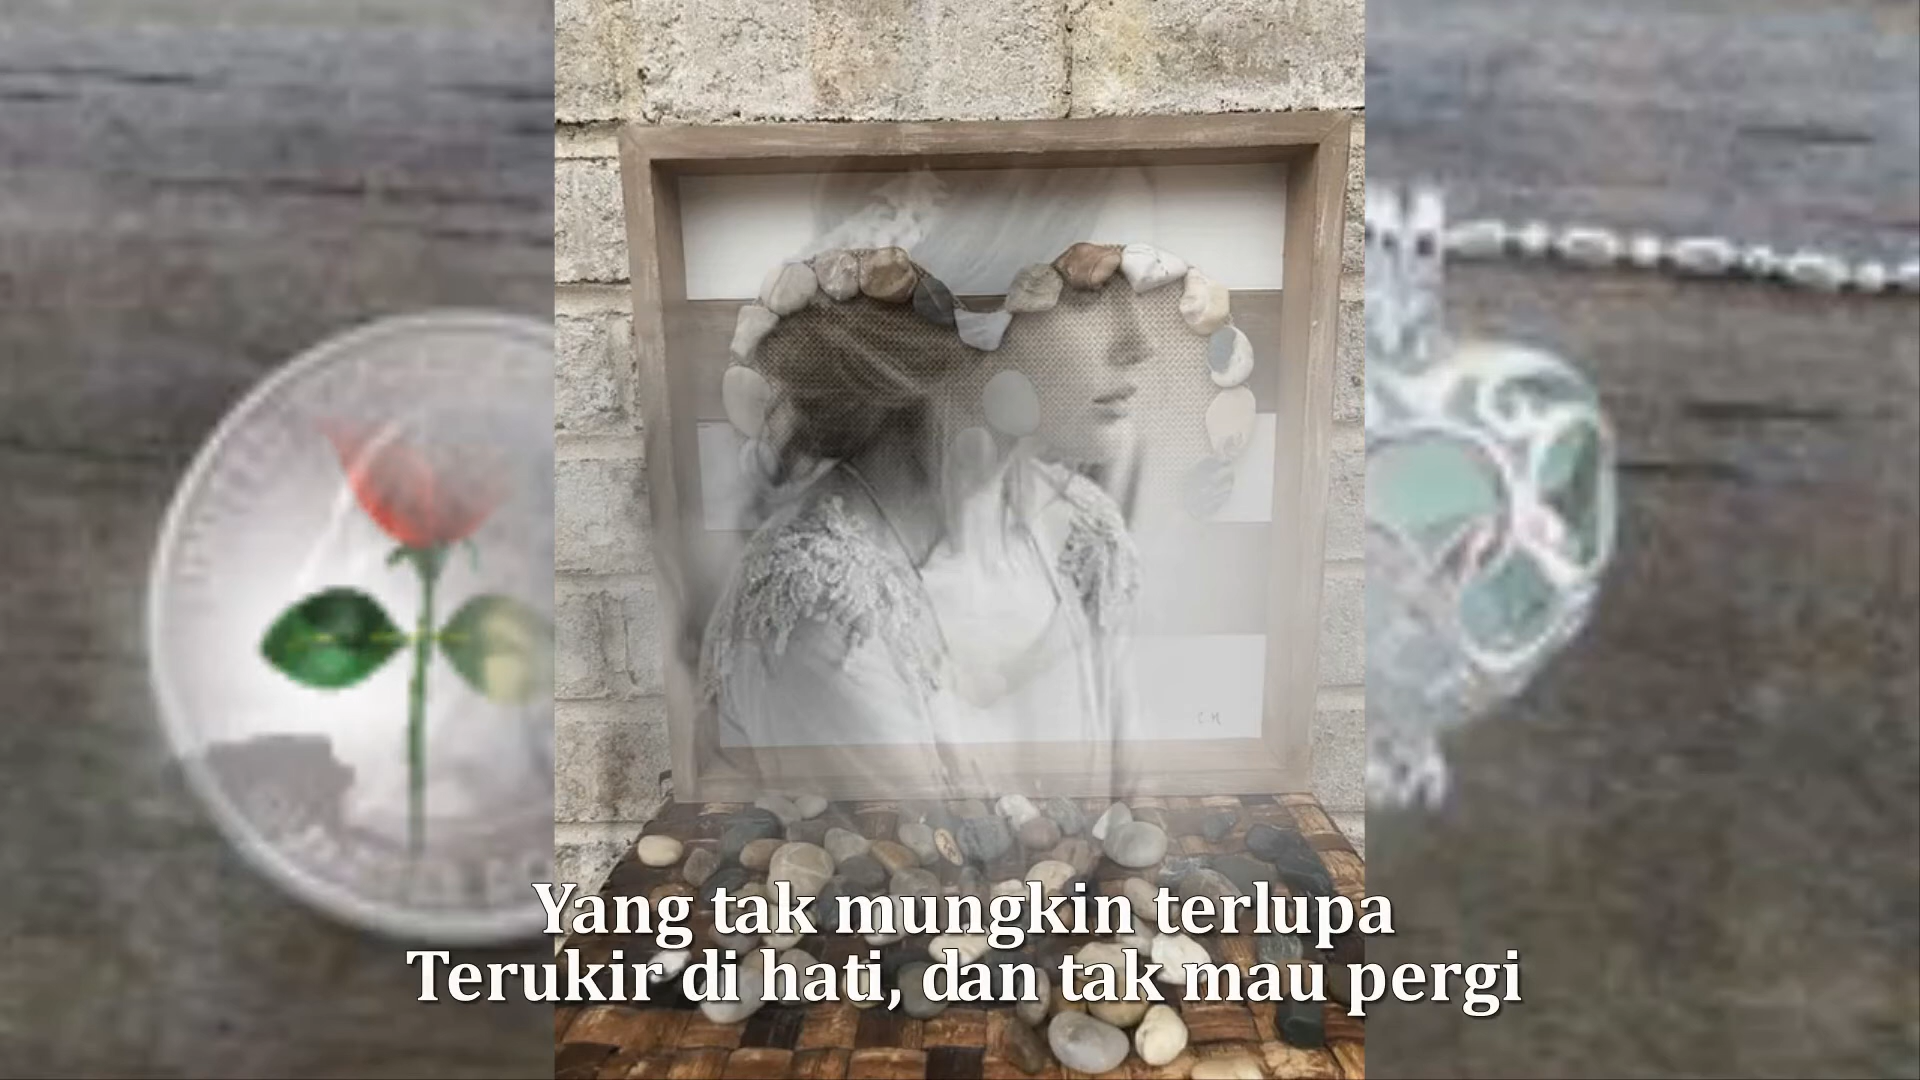 Yang tak mungkin terlupa
Terukir di hati, dan tak mau pergi